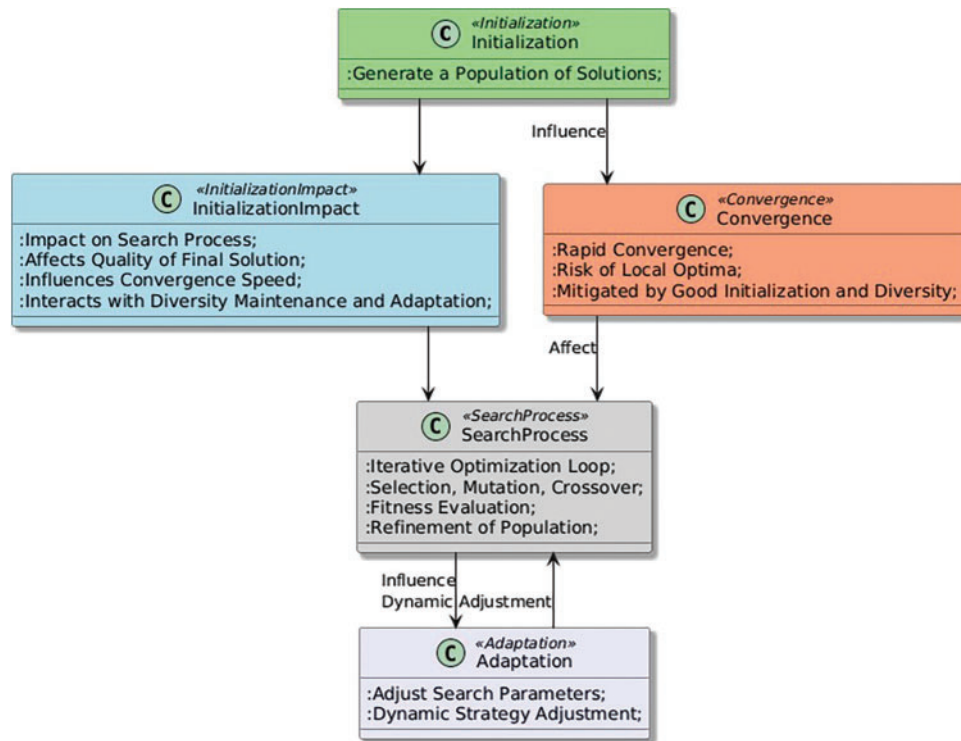 C
«Initialization»
Initialization
:Generate a Population of Solutions;
Influence
C
«InitializationImpact»
InitializationImpact
:Impact on Search Process;
:Affects Quality of Final Solution;
:Influences Convergence Speed;
:Interacts with Diversity Maintenance and Adaptation;
C
«Convergence»
Convergence
:Rapid Convergence;
:Risk of Local Optima;
:Mitigated by Good Initialization and Diversity;
Affect
C
«SearchProcess»
SearchProcess
:Iterative Optimization Loop;
:Selection, Mutation, Crossover;
:Fitness Evaluation;
:Refinement of Population;
Influence
Dynamic Adjustment
C
«Adaptation»
Adaptation
:Adjust Search Parameters;
:Dynamic Strategy Adjustment;